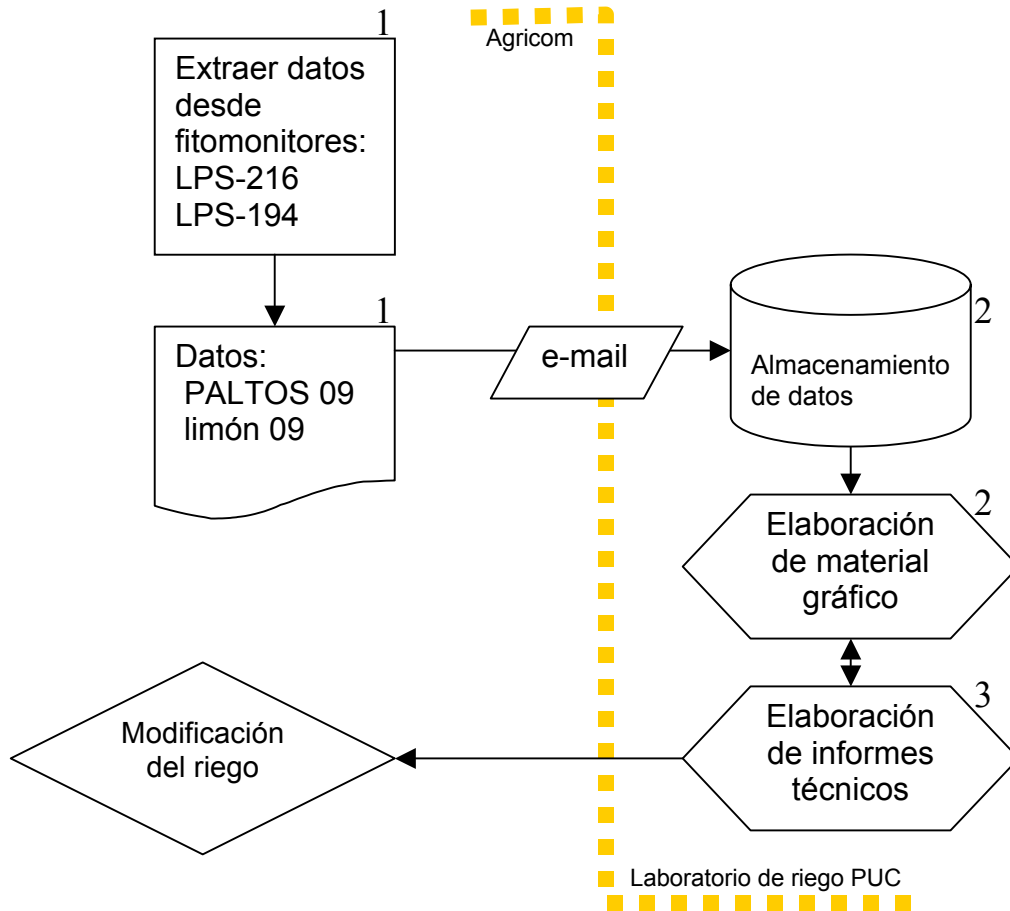 1
Agricom
Extraer datos
desde
fitomonitores:
LPS-216
LPS-194
1
Datos:
PALTOS 09
limón 09
e-mail
2
Almacenamiento
de datos
2
Elaboración
de material
gráfico
3
Elaboración
de informes
técnicos
Modificación
del riego
Laboratorio de riego PUC